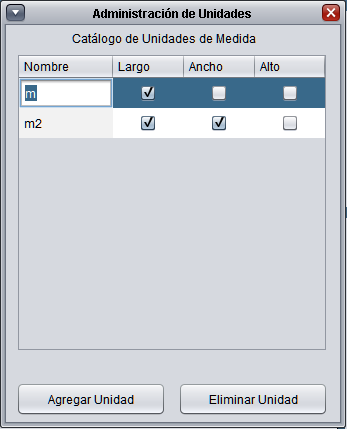 Administración de Unidades
Catálogo de Unidades de Medida
Nombre Largo Ancho Alto
m
m2
Agregar Unidad Eliminar Unidad